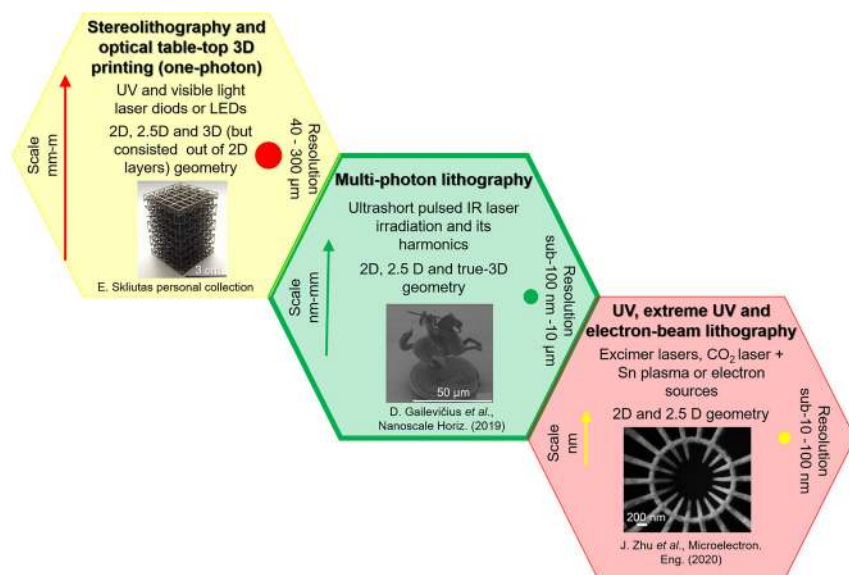 Stereolithography and
optical table-top 3D
printing (one-photon)
UV and visible light
laser diods or LEDs
2D, 2.5D and 3D (but
consisted out of 2D
layers) geometry
Scale
mm-m
Resolution
40 - 300 µm
3 cm
E. Skliutas personal collection
Multi-photon lithography
Ultrashort pulsed IR laser
irradiation and its
harmonics
2D, 2.5 D and true-3D
geometry
Scale
nm-mm
Resolution
sub-100 nm -10 µm
50 µm
D. Gailevičius et al.,
Nanoscale Horiz. (2019)
UV, extreme UV and
electron-beam lithography
Excimer lasers, CO2 laser +
Sn plasma or electron
sources
2D and 2.5 D geometry
Scale
nm
Resolution
sub-10 -100 nm
200 nm
J. Zhu et al., Microelectron.
Eng. (2020)